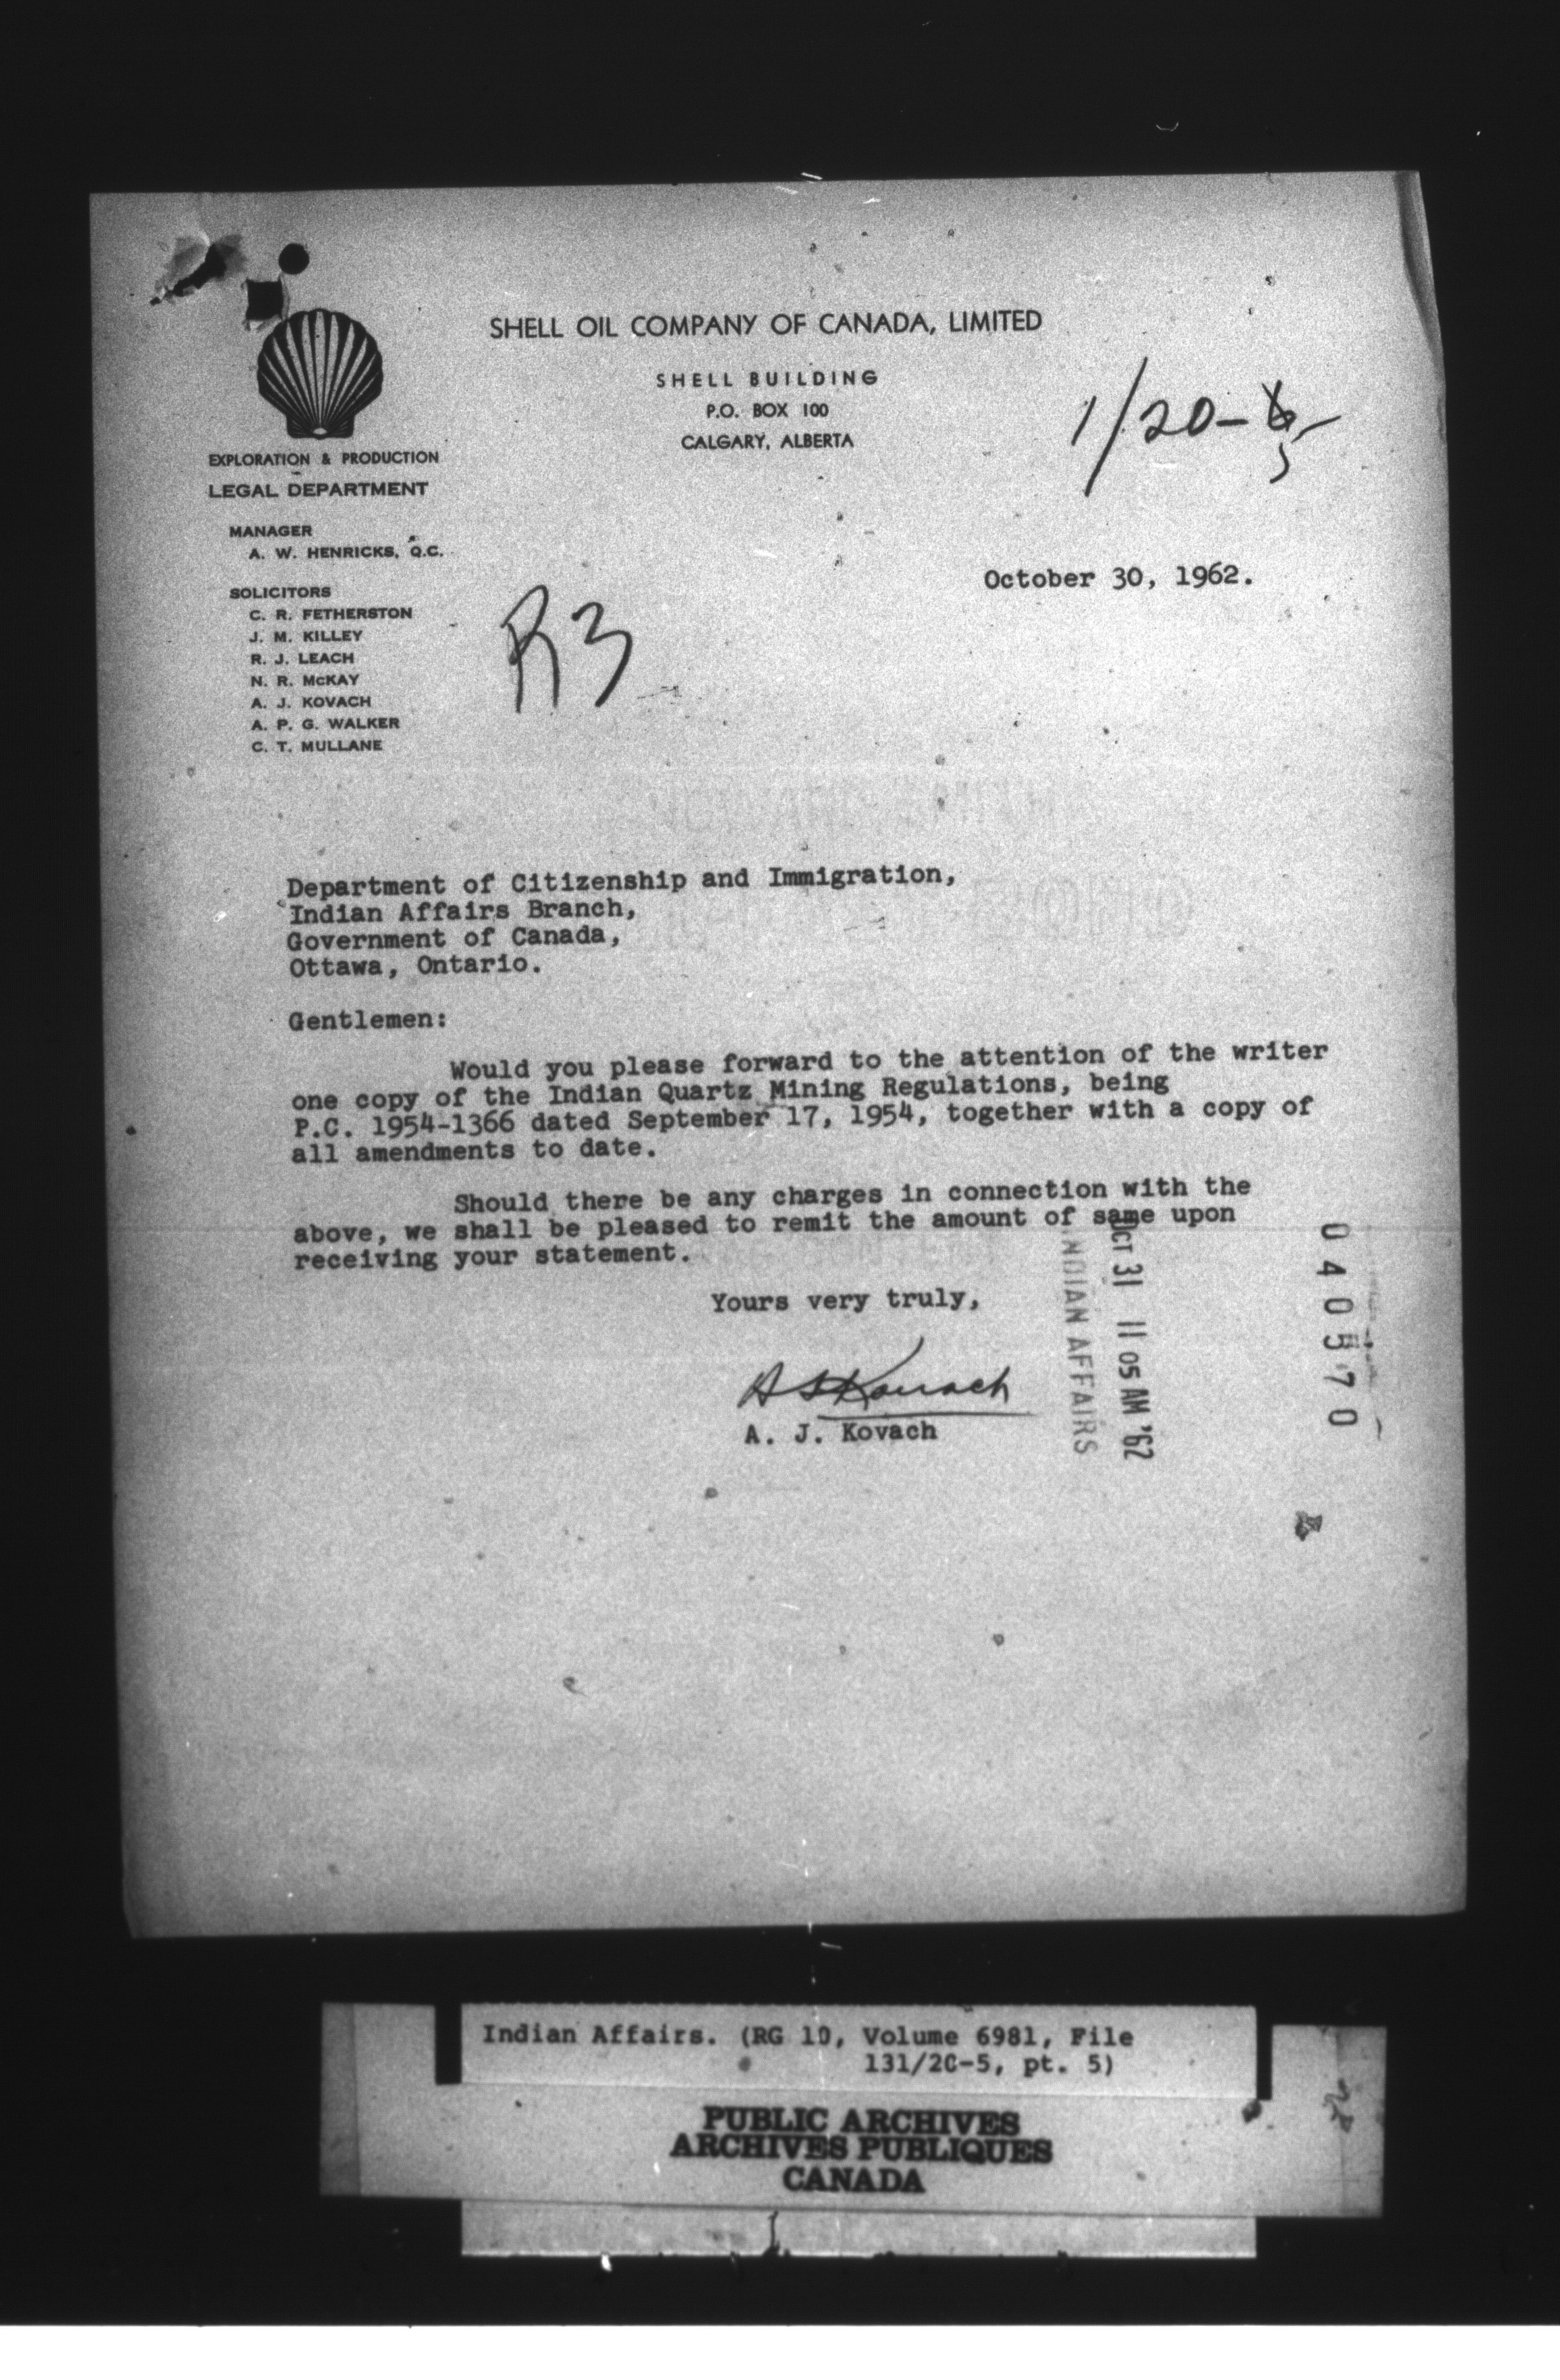 SHELL OIL COMPANY OF CANADA, LIMITED
SHELL BUILDING
P.O. BOX 100
CALGARY, ALBERTA
1/20-
5
EXPLORATION & PRODUCTION
LEGAL DEPARTMENT
MANAGER
A. W. HENRICKS, Q.C.
SOLICITORS
C. R. FETHERSTON
J. M. KILLEY
R. J. LEACH
N. R. McKAY
A. J. KOVACH
A. P. G. WALKER
C. T. MULLANE
R3
October 30, 1962.
Department of Citizenship and Immigration,
Indian Affairs Branch,
Government of Canada,
Ottawa, Ontario.
Gentlemen:
Would you please forward to the attention of the writer
one copy of the Indian Quartz Mining Regulations, being
P.C. 1954-1366 dated September 17, 1954, together with a copy of
all amendments to date.
Should there be any charges in connection with the
above, we shall be pleased to remit the amount of same upon
receiving your statement.
Yours very truly,
A J Kovach
A. J. Kovach
OCT 31 11 05 AM '62
INDIAN AFFAIRS
040570
Indian Affairs. (RG 10, Volume 6981, File
131/20-5, pt. 5)
PUBLIC ARCHIVES
ARCHIVES PUBLIQUES
CANADA